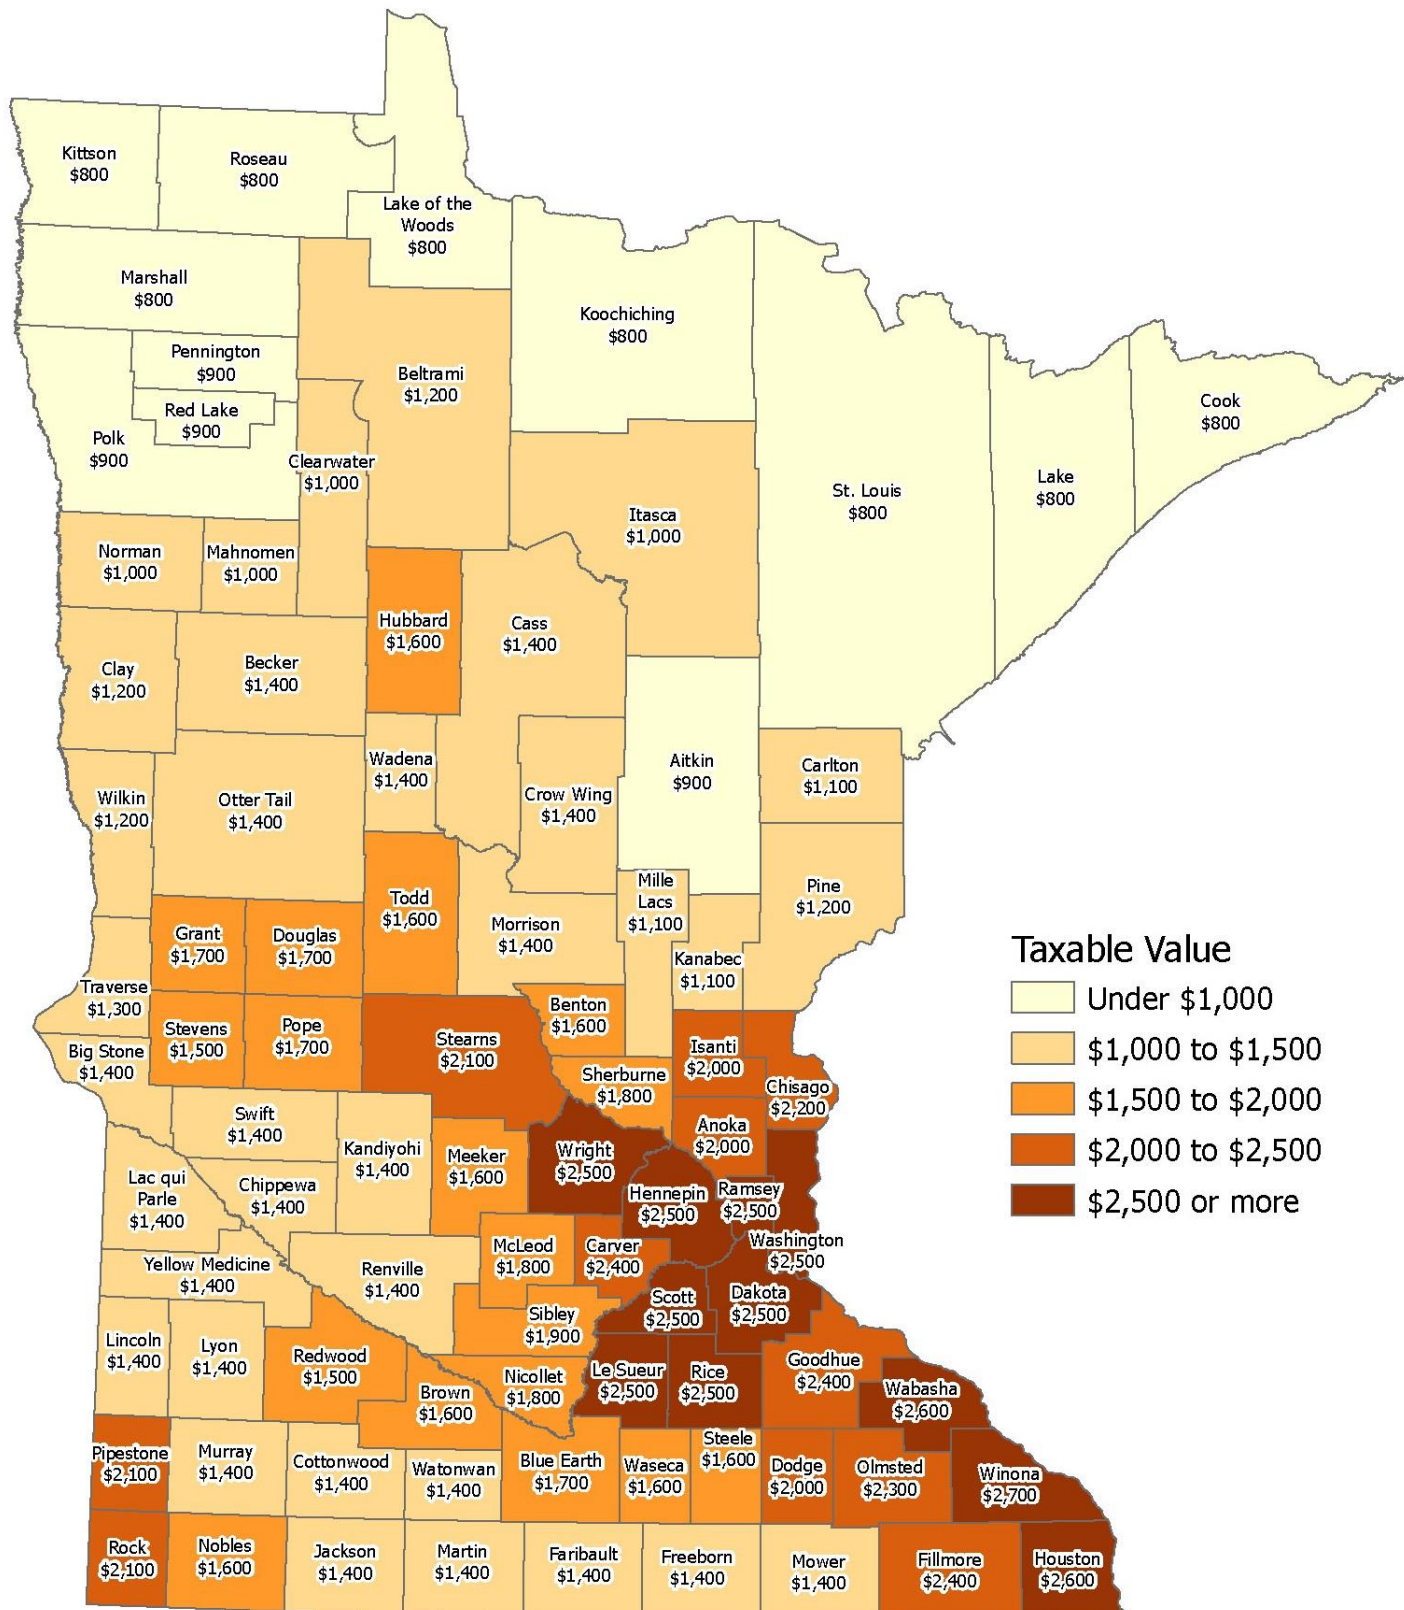 Kittson
$800
Roseau
$800
Lake of the
Woods
$800
Marshall
$800
Koochiching
$800
Pennington
$900
Beltrami
$1,200
Red Lake
$900
Polk
$900
Cook
$800
Clearwater
$1,000
Lake
$800
St. Louis
$800
Itasca
$1,000
Norman
$1,000
Mahnomen
$1,000
Hubbard
$1,600
Cass
$1,400
Clay
$1,200
Becker
$1,400
Wadena
$1,400
Aitkin
$900
Carlton
$1,100
Wilkin
$1,200
Otter Tail
$1,400
Crow Wing
$1,400
Todd
$1,600
Mille
Lacs
$1,100
Pine
$1,200
Grant
$1,700
Douglas
$1,700
Morrison
$1,400
Kanabec
$1,100
Taxable Value
Under $1,000
$1,000 to $1,500
$1,500 to $2,000
$2,000 to $2,500
$2,500 or more
Traverse
$1,300
Stevens
$1,500
Pope
$1,700
Benton
$1,600
Stearns
$2,100
Isanti
$2,000
Big Stone
$1,400
Sherburne
$1,800
Chisago
$2,200
Swift
$1,400
Anoka
$2,000
Kandiyohi
$1,400
Meeker
$1,600
Wright
$2,500
Lac qui
Parle
$1,400
Chippewa
$1,400
Hennepin
$2,500
Ramsey
$2,500
Washington
$2,500
McLeod
$1,800
Carver
$2,400
Yellow Medicine
$1,400
Renville
$1,400
Scott
$2,500
Dakota
$2,500
Sibley
$1,900
Lincoln
$1,400
Lyon
$1,400
Redwood
$1,500
Nicollet
$1,800
Le Sueur
$2,500
Rice
$2,500
Goodhue
$2,400
Brown
$1,600
Wabasha
$2,600
Pipestone
$2,100
Murray
$1,400
Cottonwood
$1,400
Watonwan
$1,400
Blue Earth
$1,700
Waseca
$1,600
Steele
$1,600
Dodge
$2,000
Olmsted
$2,300
Winona
$2,700
Rock
$2,100
Nobles
$1,600
Jackson
$1,400
Martin
$1,400
Faribault
$1,400
Freeborn
$1,400
Mower
$1,400
Fillmore
$2,400
Houston
$2,600